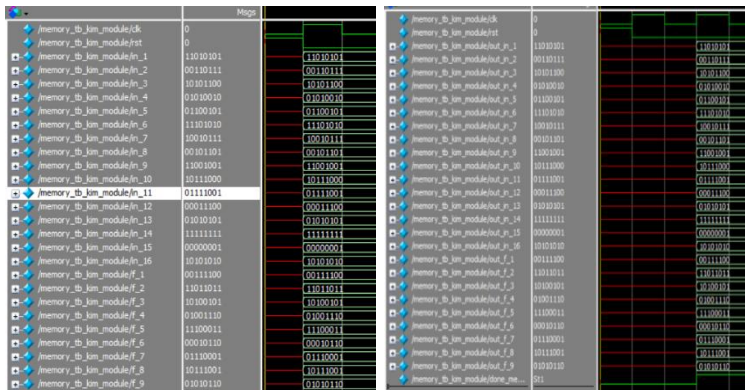 Msgs
/memory_tb_kim_module/clk 0
/memory_tb_kim_module/rst 0
/memory_tb_kim_module/in_1 11010101 11010101
/memory_tb_kim_module/in_2 00110111 00110111
/memory_tb_kim_module/in_3 10101100 10101100
/memory_tb_kim_module/in_4 01010010 01010010
/memory_tb_kim_module/in_5 01100101 01100101
/memory_tb_kim_module/in_6 11101010 11101010
/memory_tb_kim_module/in_7 10010111 10010111
/memory_tb_kim_module/in_8 00101101 00101101
/memory_tb_kim_module/in_9 11001001 11001001
/memory_tb_kim_module/in_10 10111000 10111000
/memory_tb_kim_module/in_11 01111001 01111001
/memory_tb_kim_module/in_12 00011100 00011100
/memory_tb_kim_module/in_13 01010101 01010101
/memory_tb_kim_module/in_14 11111111 11111111
/memory_tb_kim_module/in_15 00000001 00000001
/memory_tb_kim_module/in_16 10101010 10101010
/memory_tb_kim_module/f_1 00111100 00111100
/memory_tb_kim_module/f_2 11011011 11011011
/memory_tb_kim_module/f_3 10100101 10100101
/memory_tb_kim_module/f_4 01001110 01001110
/memory_tb_kim_module/f_5 11100011 11100011
/memory_tb_kim_module/f_6 00010110 00010110
/memory_tb_kim_module/f_7 01110001 01110001
/memory_tb_kim_module/f_8 10111001 10111001
/memory_tb_kim_module/f_9 01010110 01010110
/memory_tb_kim_module/clk 0
/memory_tb_kim_module/rst 0
/memory_tb_kim_module/out_in_1 11010101 11010101
/memory_tb_kim_module/out_in_2 00110111 00110111
/memory_tb_kim_module/out_in_3 10101100 10101100
/memory_tb_kim_module/out_in_4 01010010 01010010
/memory_tb_kim_module/out_in_5 01100101 01100101
/memory_tb_kim_module/out_in_6 11101010 11101010
/memory_tb_kim_module/out_in_7 10010111 10010111
/memory_tb_kim_module/out_in_8 00101101 00101101
/memory_tb_kim_module/out_in_9 11001001 11001001
/memory_tb_kim_module/out_in_10 10111000 10111000
/memory_tb_kim_module/out_in_11 01111001 01111001
/memory_tb_kim_module/out_in_12 00011100 00011100
/memory_tb_kim_module/out_in_13 01010101 01010101
/memory_tb_kim_module/out_in_14 11111111 11111111
/memory_tb_kim_module/out_in_15 00000001 00000001
/memory_tb_kim_module/out_in_16 10101010 10101010
/memory_tb_kim_module/out_f_1 00111100 00111100
/memory_tb_kim_module/out_f_2 11011011 11011011
/memory_tb_kim_module/out_f_3 10100101 10100101
/memory_tb_kim_module/out_f_4 01001110 01001110
/memory_tb_kim_module/out_f_5 11100011 11100011
/memory_tb_kim_module/out_f_6 00010110 00010110
/memory_tb_kim_module/out_f_7 01110001 01110001
/memory_tb_kim_module/out_f_8 10111001 10111001
/memory_tb_kim_module/out_f_9 01010110 01010110
/memory_tb_kim_module/done_me... St1